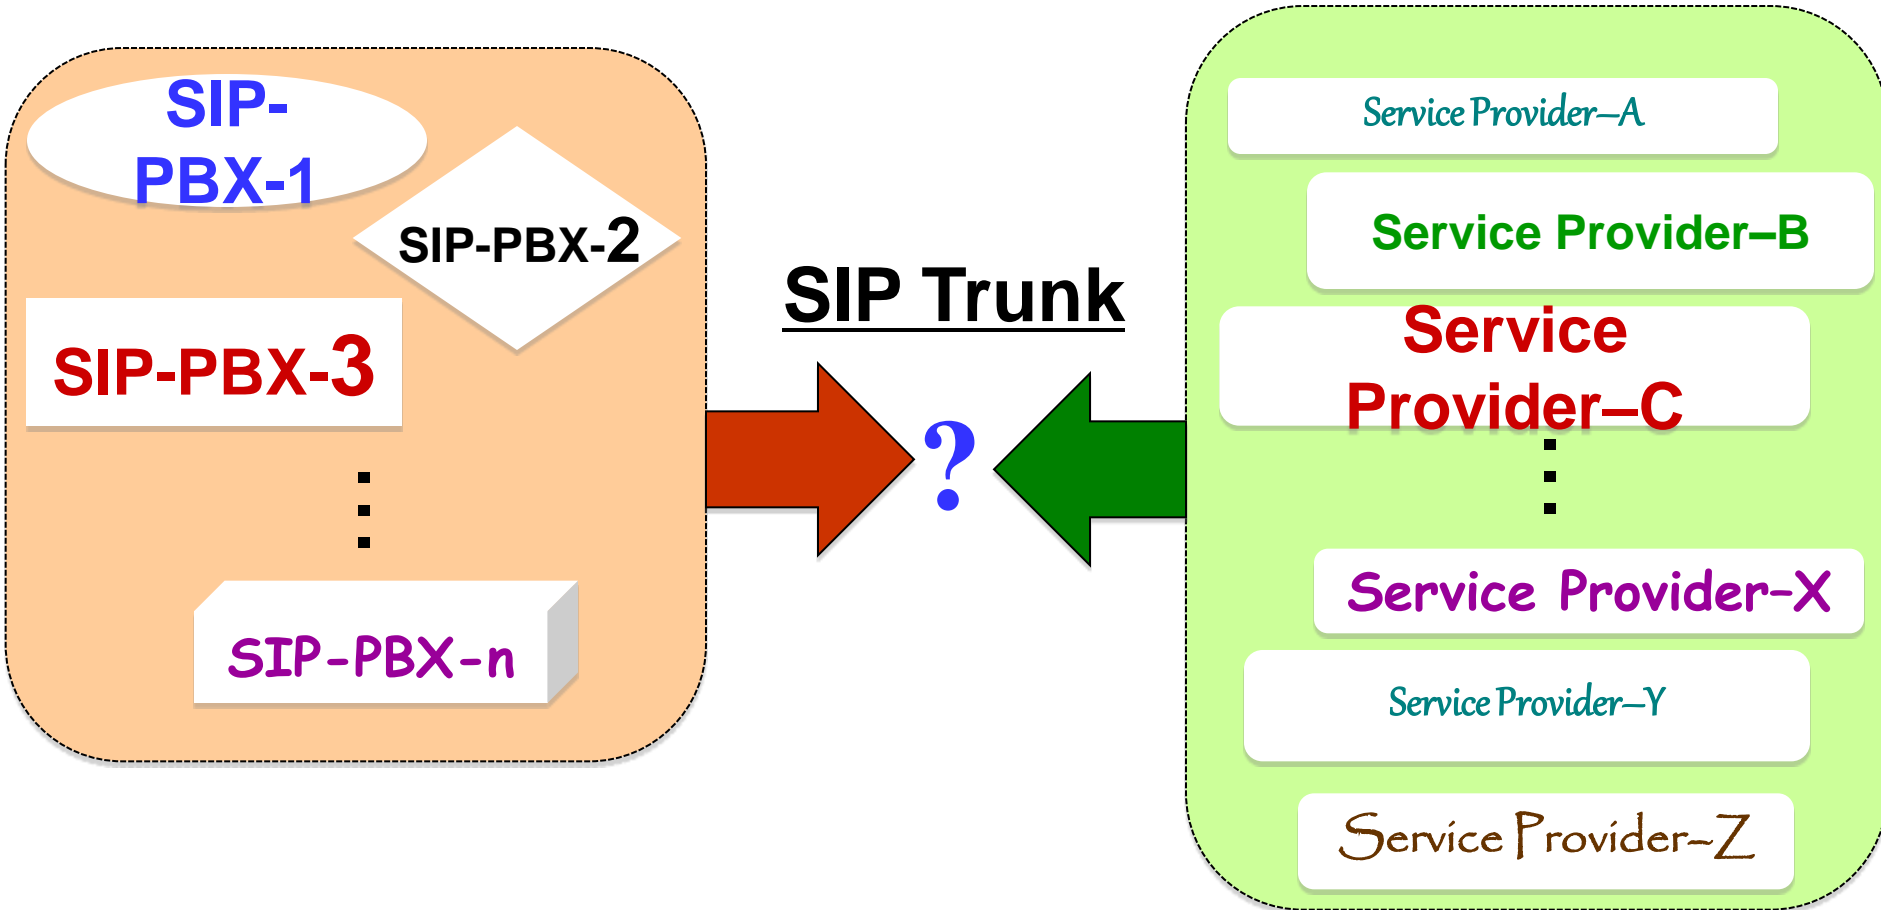 SIP-
PBX-1
SIP-PBX-2
SIP-PBX-3
SIP-PBX-n
SIP Trunk
?
Service Provider–A
Service Provider–B
Service
Provider–C
Service Provider–X
Service Provider–Y
Service Provider–Z